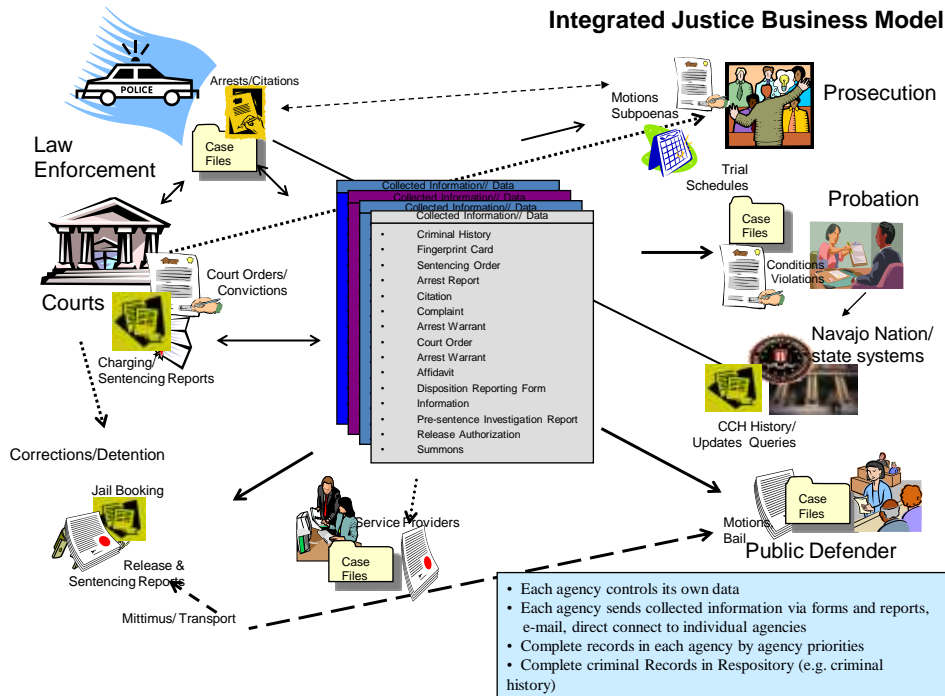 Integrated Justice Business Model
POLICE
Arrests/Citations
Case
Files
Law
Enforcement
Motions
Subpoenas
Prosecution
Trial
Schedules
Case
Files
Probation
Conditions
Violations
Courts
Court Orders/
Convictions
Charging/
Sentencing Reports
Collected Information// Data
Collected Information// Data
Collected Information// Data
Collected Information// Data
• Criminal History
• Fingerprint Card
• Sentencing Order
• Arrest Report
• Citation
• Complaint
• Arrest Warrant
• Court Order
• Arrest Warrant
• Affidavit
• Disposition Reporting Form
• Information
• Pre-sentence Investigation Report
• Release Authorization
• Summons
Navajo Nation/
state systems
CCH History/
Updates Queries
Corrections/Detention
Jail Booking
Release &
Sentencing Reports
Mittimus/ Transport
Service Providers
Case
Files
Case
Files
Motions
Bail
Public Defender
• Each agency controls its own data
• Each agency sends collected information via forms and reports,
e-mail, direct connect to individual agencies
• Complete records in each agency by agency priorities
• Complete criminal Records in Respository (e.g. criminal
history)